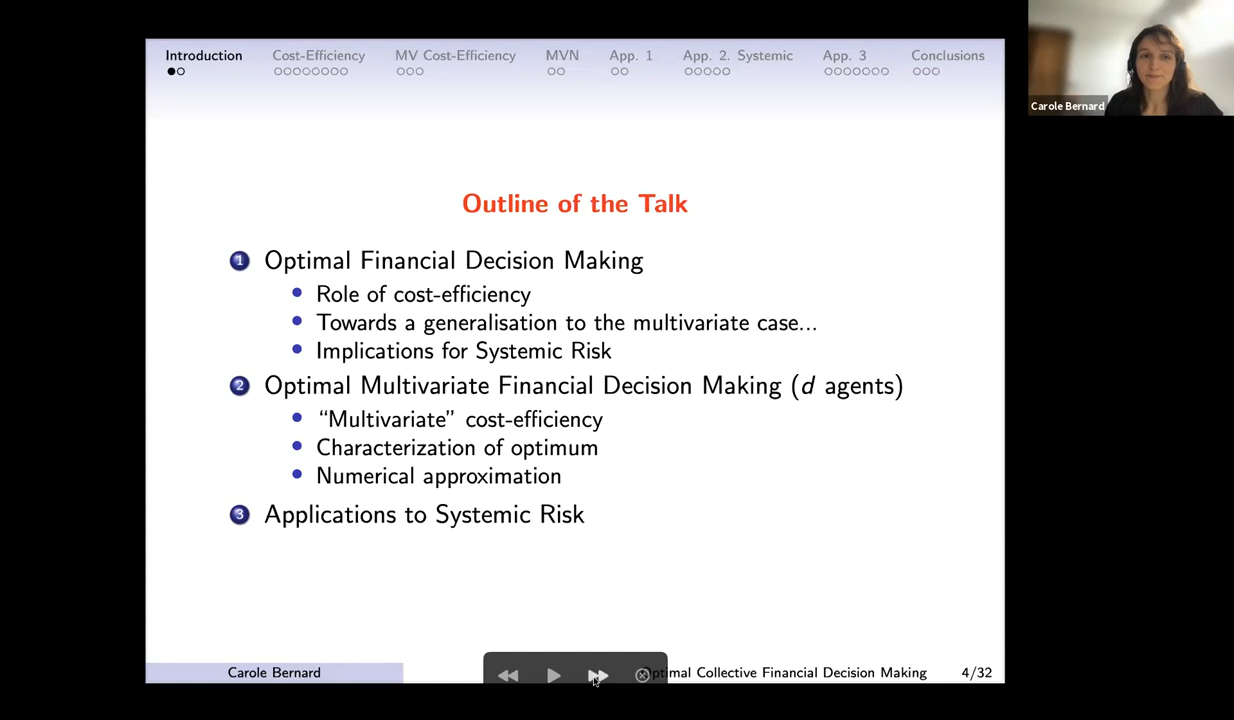 Introduction Cost-Efficiency MV Cost-Efficiency MVN App. 1 App. 2. Systemic App. 3 Conclusions
Carole Bernard
Outline of the Talk
1 Optimal Financial Decision Making
Role of cost-efficiency
Towards a generalisation to the multivariate case...
Implications for Systemic Risk
2 Optimal Multivariate Financial Decision Making (d agents)
“Multivariate” cost-efficiency
Characterization of optimum
Numerical approximation
3 Applications to Systemic Risk
Carole Bernard
Collective Financial Decision Making 4/32